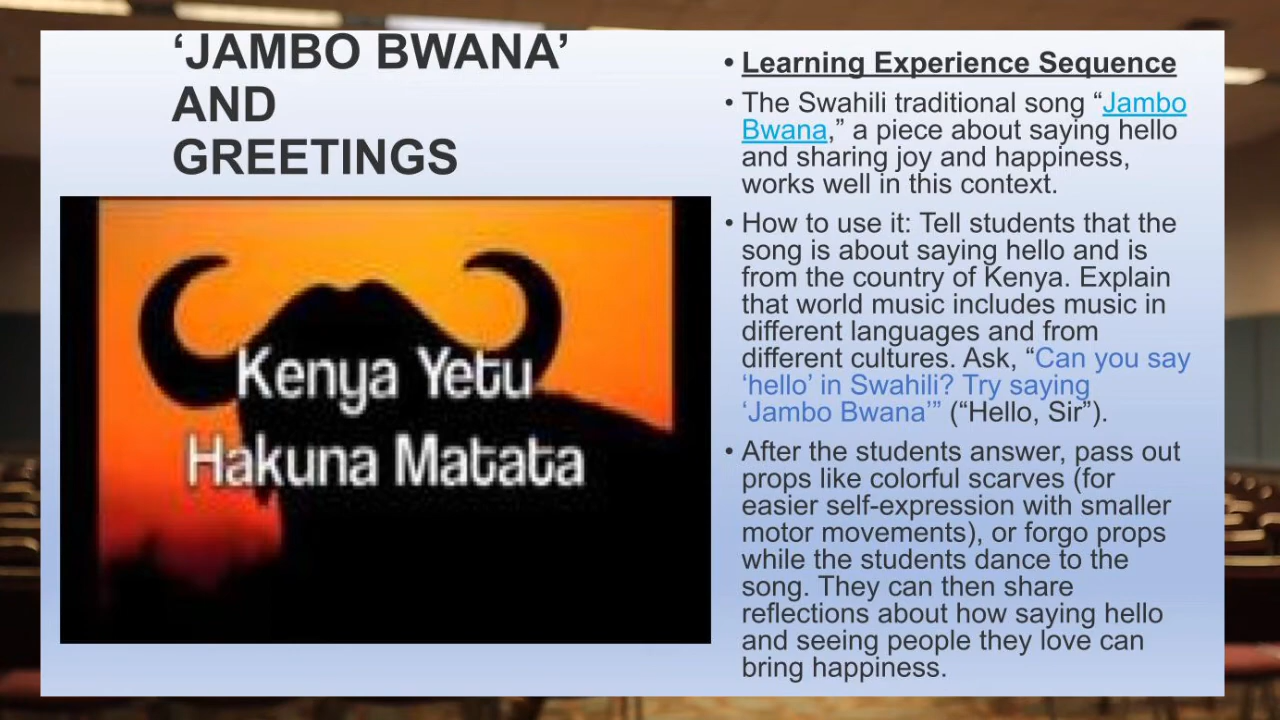 ‘JAMBO BWANA’
AND
GREETINGS
Kenya Yetu
Hakuna Matata
• Learning Experience Sequence
• The Swahili traditional song “Jambo
Bwana,” a piece about saying hello
and sharing joy and happiness,
works well in this context.
• How to use it: Tell students that the
song is about saying hello and is
from the country of Kenya. Explain
that world music includes music in
different languages and from
different cultures. Ask, “Can you say
‘hello’ in Swahili? Try saying
‘Jambo Bwana’” (“Hello, Sir”).
• After the students answer, pass out
props like colorful scarves (for
easier self-expression with smaller
motor movements), or forgo props
while the students dance to the
song. They can then share
reflections about how saying hello
and seeing people they love can
bring happiness.